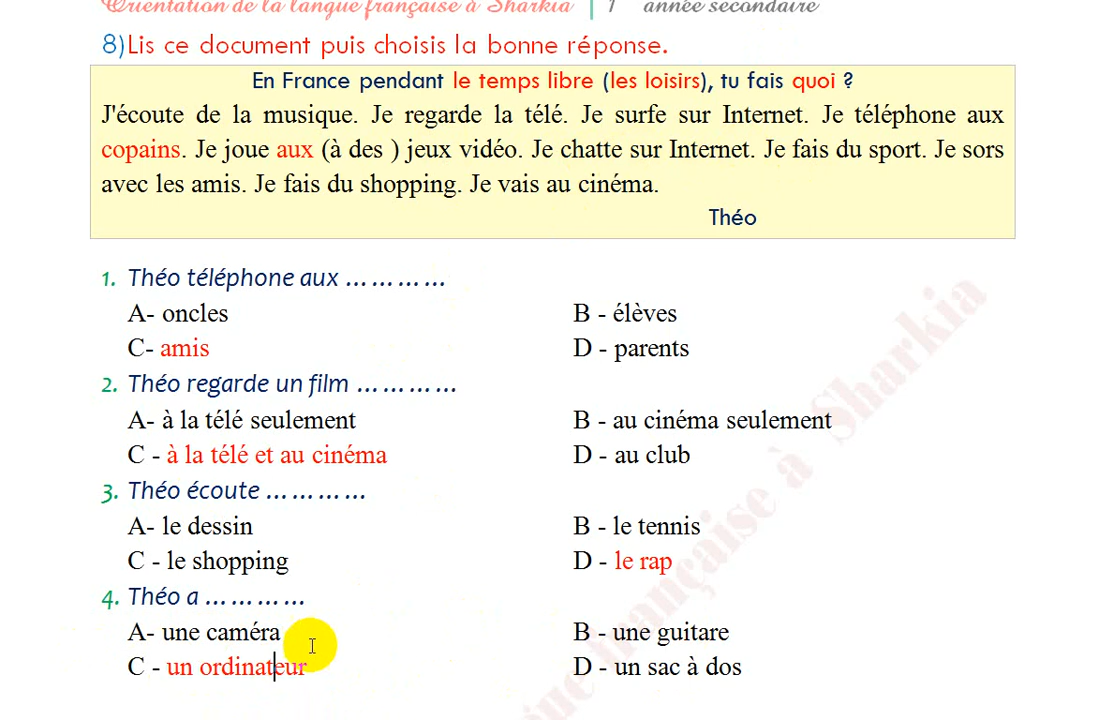 Orientation de la langue française à Sharkia | 1 année secondaire
8)Lis ce document puis choisis la bonne réponse.
En France pendant le temps libre (les loisirs), tu fais quoi ?
J'écoute de la musique. Je regarde la télé. Je surfe sur Internet. Je téléphone aux
copains. Je joue aux (à des ) jeux vidéo. Je chatte sur Internet. Je fais du sport. Je sors
avec les amis. Je fais du shopping. Je vais au cinéma.
Théo
1. Théo téléphone aux …………
A- oncles B - élèves
C- amis D - parents
2. Théo regarde un film …………
A- à la télé seulement B - au cinéma seulement
C - à la télé et au cinéma D - au club
3. Théo écoute …………
A- le dessin B - le tennis
C - le shopping D - le rap
4. Théo a …………
A- une caméra B - une guitare
C - un ordinateur D - un sac à dos
que française à Sharkia